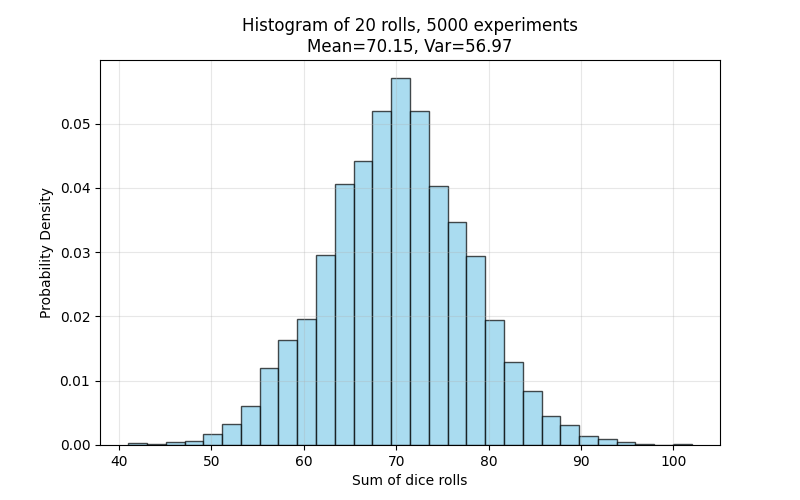 Histogram of 20 rolls, 5000 experiments
Mean=70.15, Var=56.97
Probability Density
0.05
0.04
0.03
0.02
0.01
0.00
40 50 60 70 80 90 100
Sum of dice rolls